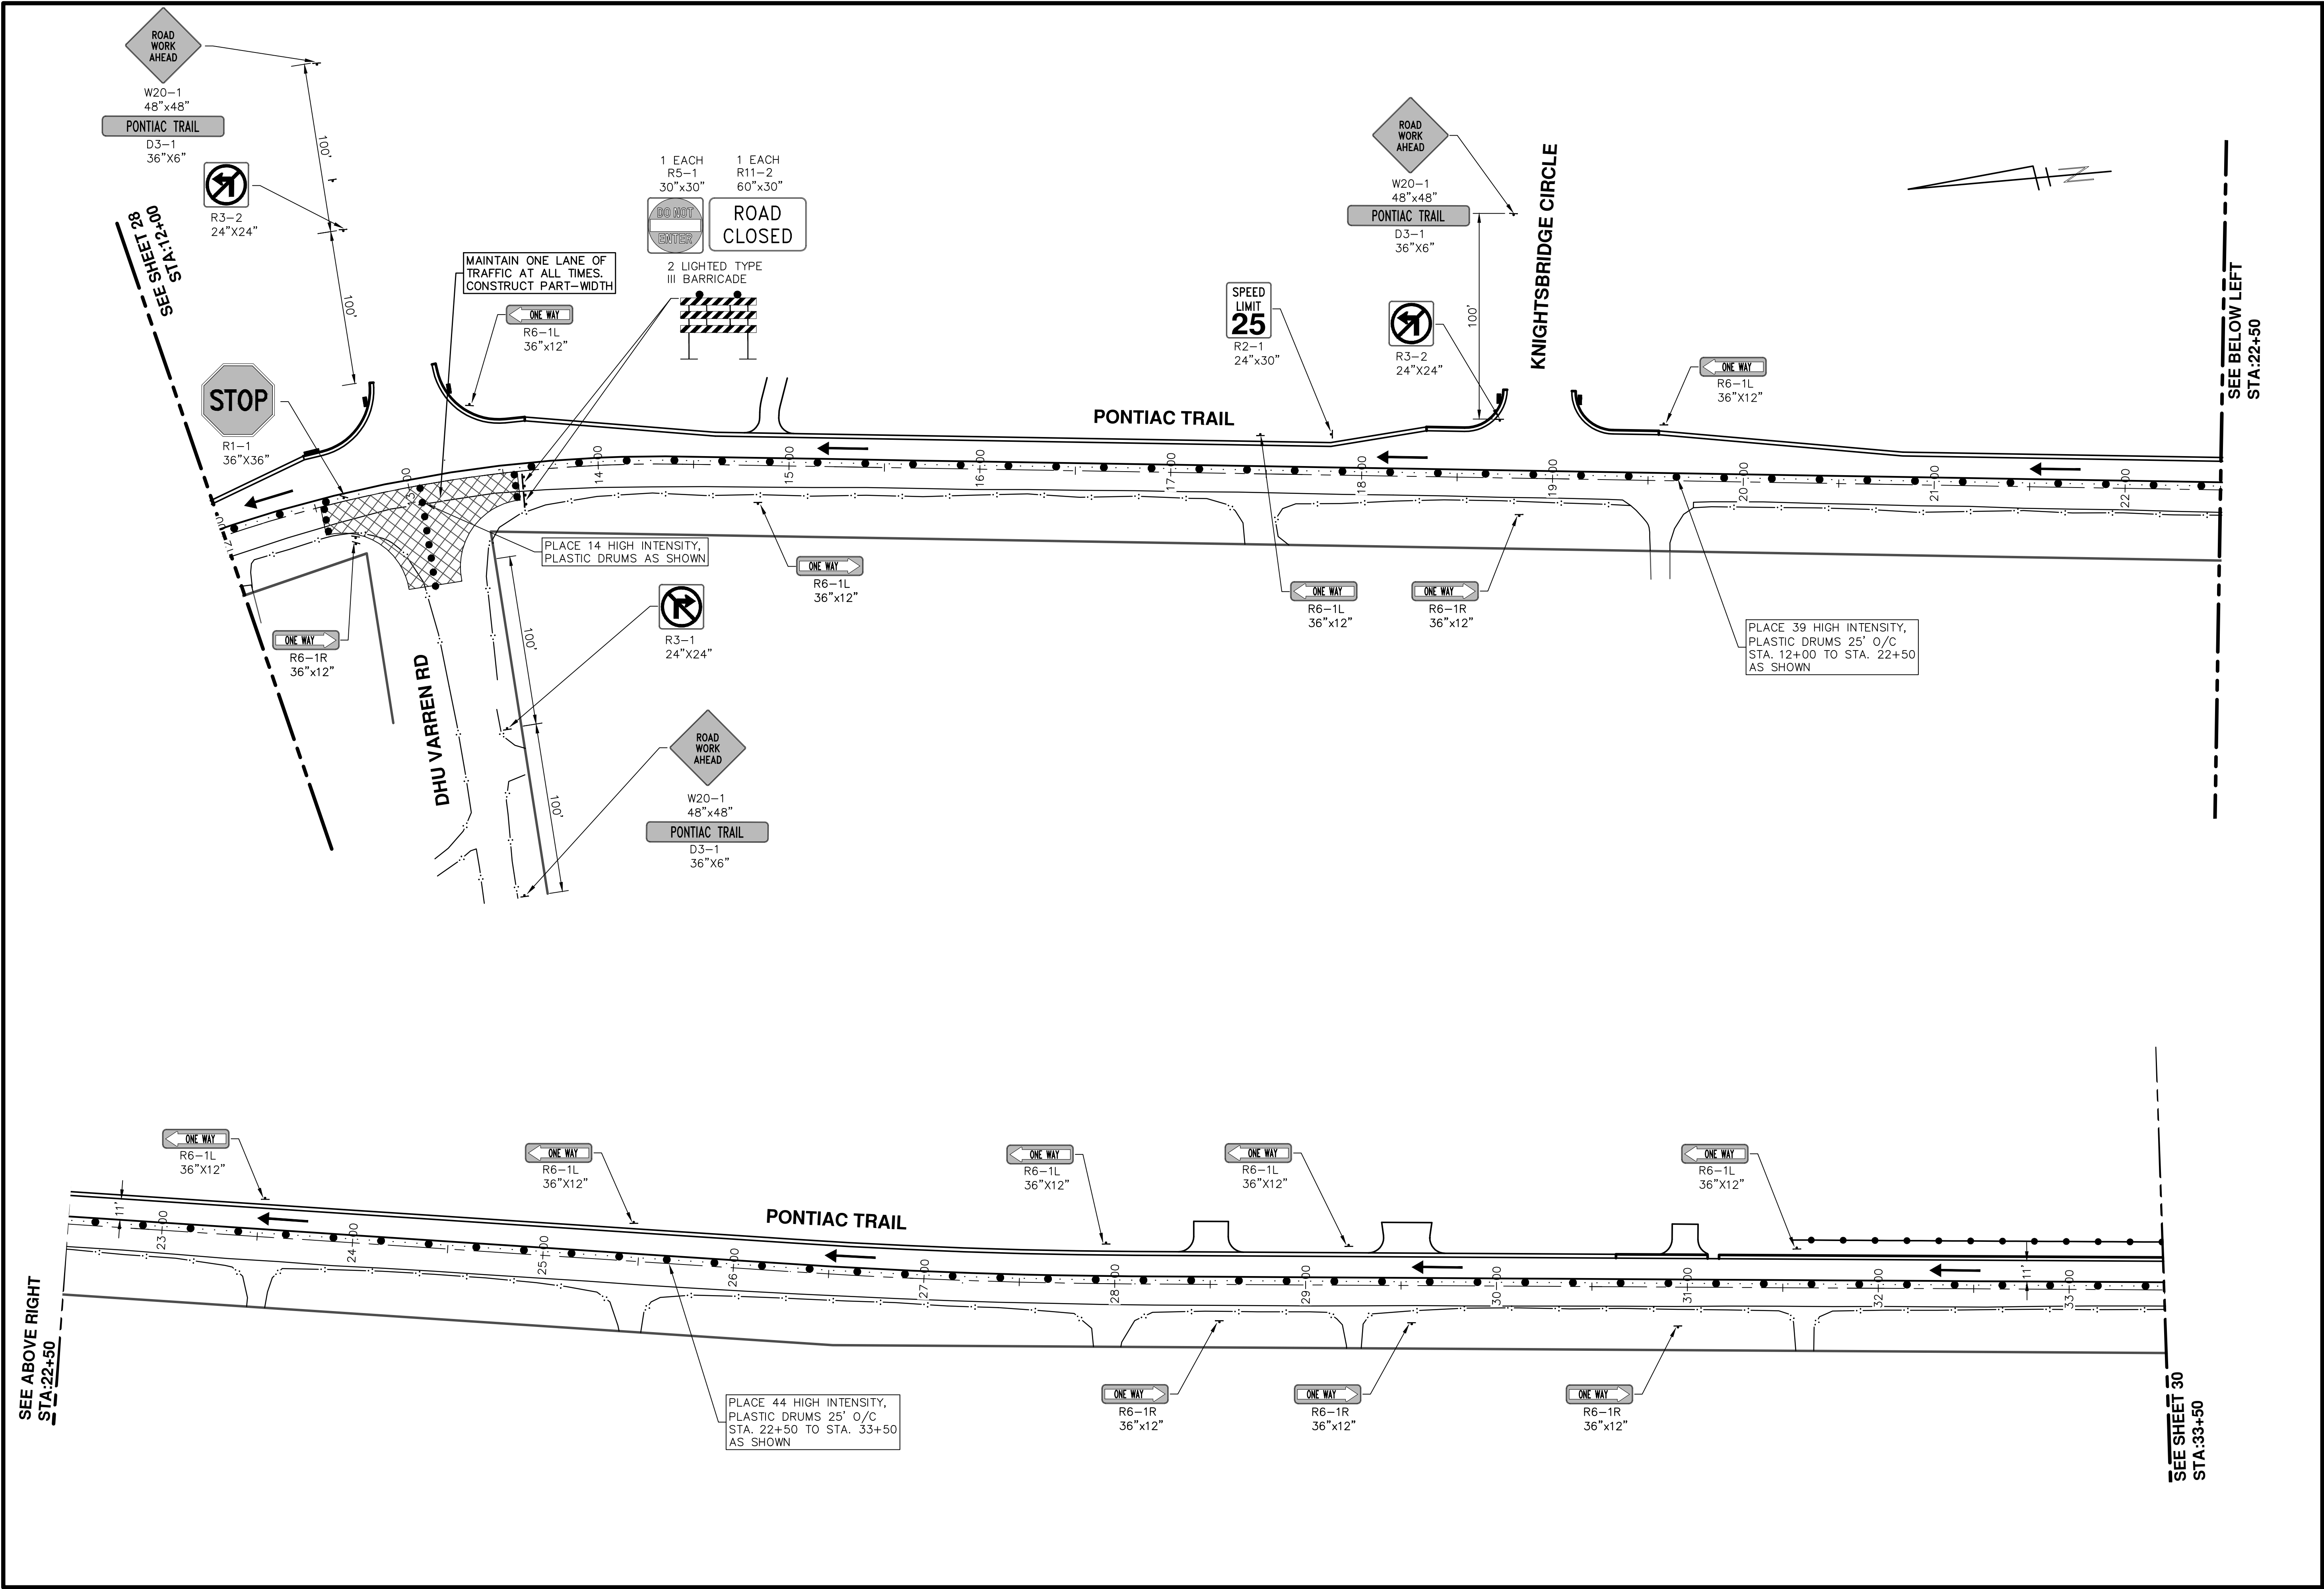 ROAD
WORK
AHEAD
W20-1
48"x48"
PONTIAC TRAIL
D3-1
36"X6"
R3-2
24"X24"
100'
100'
SEE SHEET 28
STA:12+00
STOP
R1-1
36"X36"
MAINTAIN ONE LANE OF
TRAFFIC AT ALL TIMES.
CONSTRUCT PART-WIDTH
ONE WAY
R6-1L
36"x12"
1 EACH
R5-1
30"x30"
1 EACH
R11-2
60"x30"
DO NOT
ENTER
ROAD
CLOSED
2 LIGHTED TYPE
III BARRICADE
SPEED
LIMIT
25
R2-1
24"x30"
ROAD
WORK
AHEAD
W20-1
48"x48"
PONTIAC TRAIL
D3-1
36"X6"
100'
R3-2
24"X24"
KNIGHTSBRIDGE CIRCLE
ONE WAY
R6-1L
36"X12"
N
SEE BELOW LEFT
STA:22+50
PONTIAC TRAIL
14+00
15+00
16+00
17+00
18+00
19+00
20+00
21+00
22+00
PLACE 14 HIGH INTENSITY,
PLASTIC DRUMS AS SHOWN
ONE WAY
R6-1R
36"x12"
DHU VARREN RD
100'
100'
R3-1
24"X24"
ONE WAY
R6-1L
36"x12"
ROAD
WORK
AHEAD
W20-1
48"x48"
PONTIAC TRAIL
D3-1
36"X6"
ONE WAY
R6-1L
36"x12"
ONE WAY
R6-1R
36"x12"
PLACE 39 HIGH INTENSITY,
PLASTIC DRUMS 25' O/C
STA. 12+00 TO STA. 22+50
AS SHOWN
ONE WAY
R6-1L
36"X12"
ONE WAY
R6-1L
36"X12"
ONE WAY
R6-1L
36"X12"
ONE WAY
R6-1L
36"X12"
ONE WAY
R6-1L
36"X12"
PONTIAC TRAIL
11'
23+00
24+00
25+00
26+00
27+00
28+00
29+00
30+00
31+00
32+00
33+00
11'
SEE ABOVE RIGHT
STA:22+50
PLACE 44 HIGH INTENSITY,
PLASTIC DRUMS 25' O/C
STA. 22+50 TO STA. 33+50
AS SHOWN
ONE WAY
R6-1R
36"x12"
ONE WAY
R6-1R
36"x12"
ONE WAY
R6-1R
36"x12"
SEE SHEET 30
STA:33+50